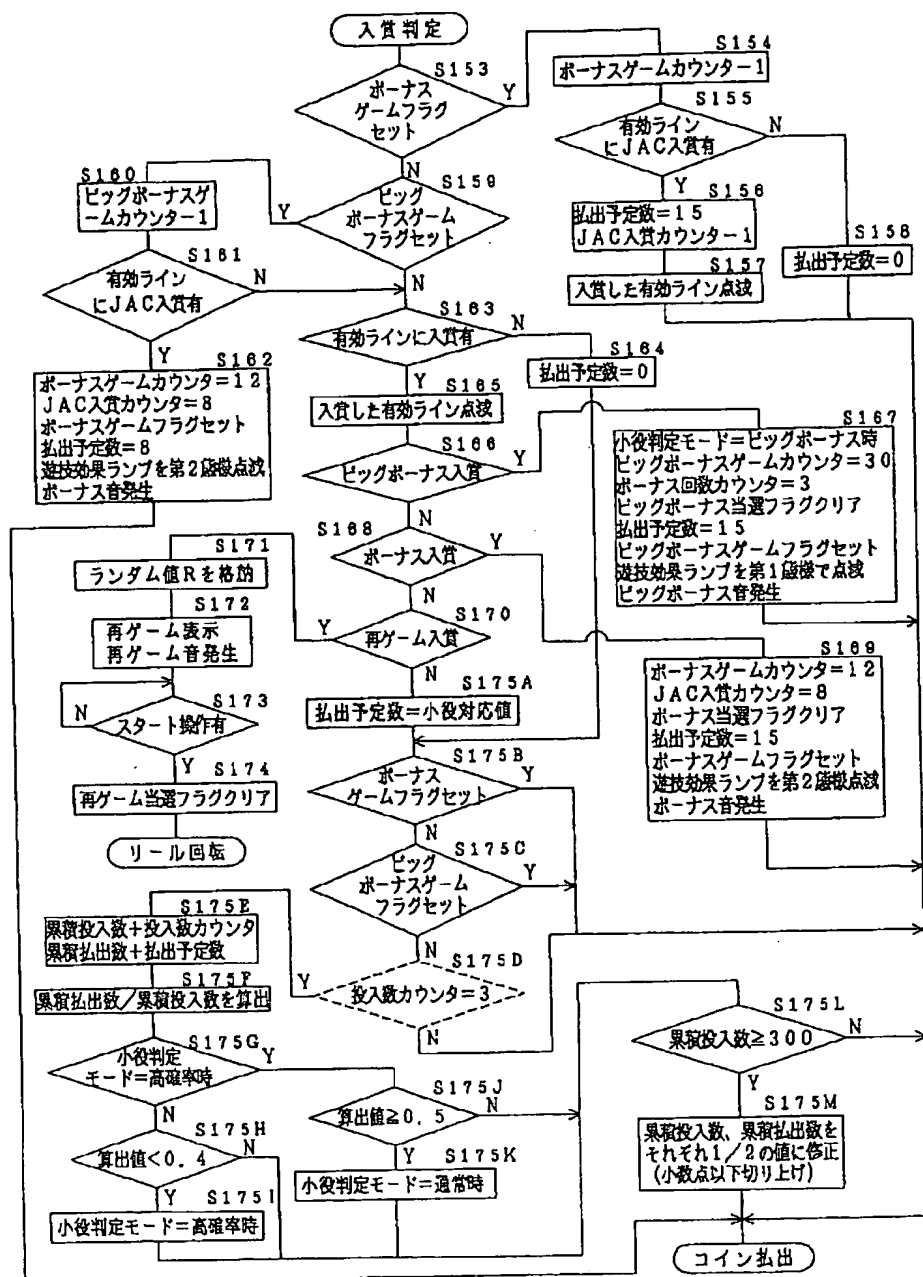 入賞判定
S153
ボーナス
ゲームフラグ
セット
Y
N
S154
ボーナスゲームカウンター1
S155
有効ライン
にJAC入賞有
N
Y
S156
払出予定数=15
JAC入賞カウンター1
S157
入賞した有効ライン点滅
S158
払出予定数=0
S159
ビッグ
ボーナスゲーム
フラグセット
Y
N
S160
ビッグボーナスゲ
ームカウンター1
S161
有効ライン
にJAC入賞有
N
Y
S162
ボーナスゲームカウンタ=12
JAC入賞カウンタ=8
ボーナスゲームフラグセット
払出予定数=8
遊技効果ランプを第2態様点滅
ボーナス音発生
S163
有効ラインに入賞有
N
Y
S164
払出予定数=0
S165
入賞した有効ライン点滅
S166
ビッグボーナス入賞
Y
N
S167
小役判定モード=ビッグボーナス時
ビッグボーナスゲームカウンタ=30
ボーナス回数カウンタ=3
ビッグボーナス当選フラグクリア
払出予定数=15
ビッグボーナスゲームフラグセット
遊技効果ランプを第1態様で点滅
ビッグボーナス音発生
S168
ボーナス入賞
Y
N
S169
ボーナスゲームカウンタ=12
JAC入賞カウンタ=8
ボーナス当選フラグクリア
払出予定数=15
ボーナスゲームフラグセット
遊技効果ランプを第2態様点滅
ボーナス音発生
S170
再ゲーム入賞
Y
N
S171
ランダム値Rを格納
S172
再ゲーム表示
再ゲーム音発生
S173
スタート操作有
N
Y
S174
再ゲーム当選フラグクリア
リール回転
S175A
払出予定数=小役対応値
S175B
ボーナス
ゲームフラグセット
Y
N
S175C
ビッグ
ボーナスゲーム
フラグセット
Y
N
S175D
投入数カウンタ=3
Y
N
S175E
累積投入数+投入数カウンタ
累積払出数+払出予定数
S175F
累積払出数/累積投入数を算出
S175G
小役判定
モード=高確率時
Y
N
S175H
算出値<0.4
N
Y
S175I
小役判定モード=高確率時
S175J
算出値≧0.5
N
Y
S175K
小役判定モード=通常時
S175L
累積投入数≧300
N
Y
S175M
累積投入数、累積払出数を
それぞれ1/2の値に修正
(小数点以下切り上げ)
コイン払出